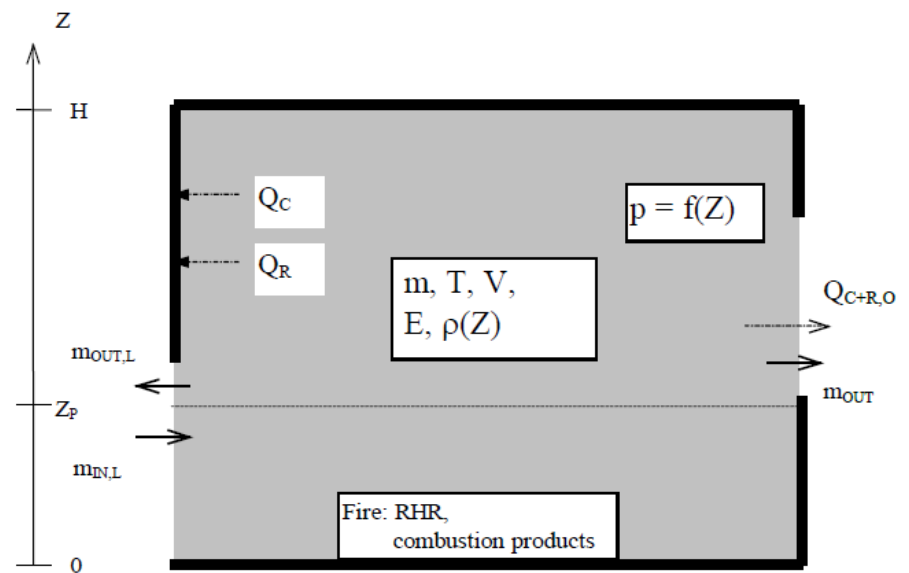 Z
H
Q_C
p = f(Z)
Q_R
m, T, V,
E, ρ(Z)
Q_C+R,O
m_OUT,L
Z_P
m_OUT
m_IN,L
Fire: RHR,
combustion products
0